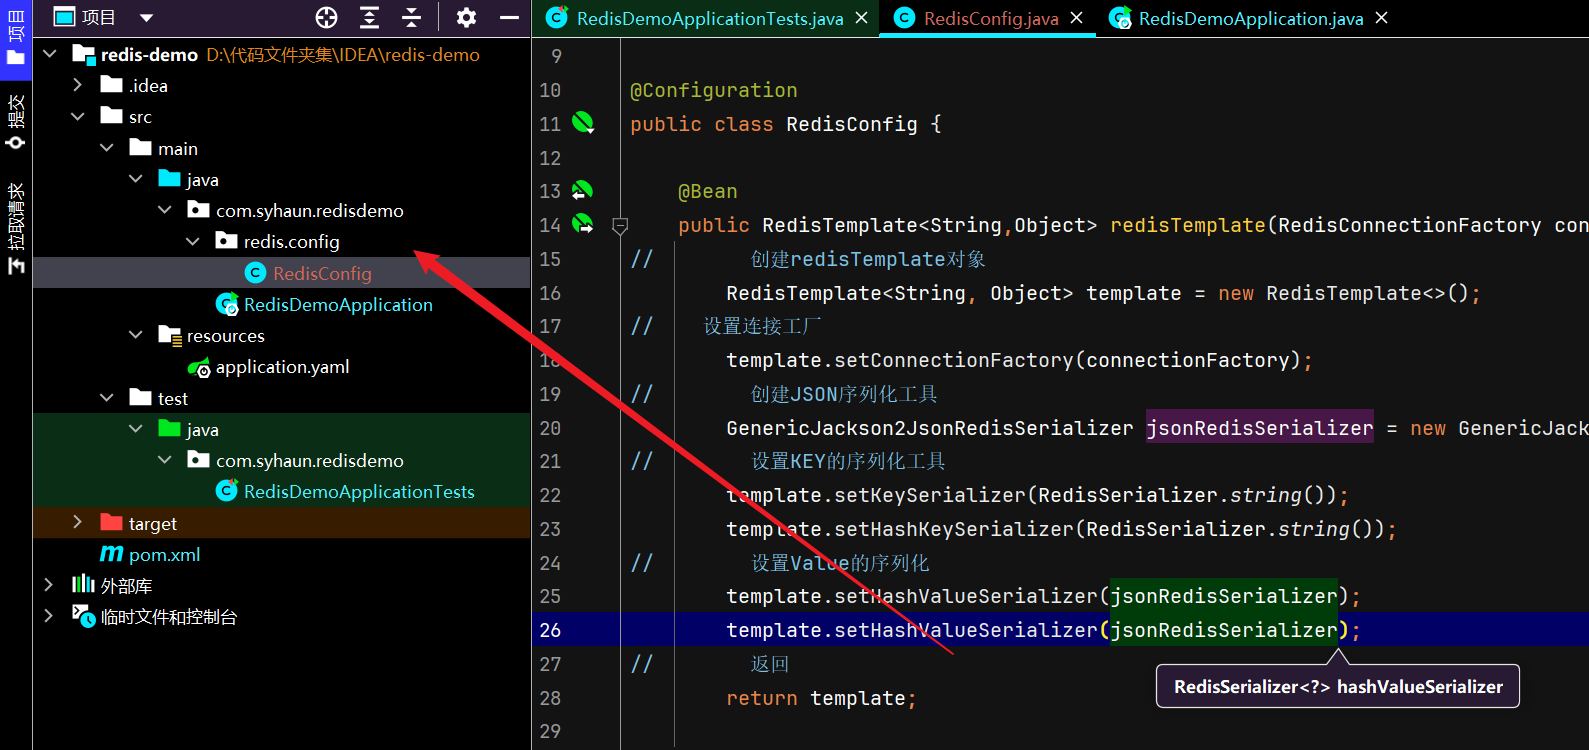 项目
提交
拉取请求
项目
redis-demo D:\代码文件夹集\IDEA\redis-demo
.idea
src
main
java
com.syhaun.redisdemo
redis.config
RedisConfig
RedisDemoApplication
resources
application.yaml
test
java
com.syhaun.redisdemo
RedisDemoApplicationTests
target
pom.xml
外部库
临时文件和控制台
RedisDemoApplicationTests.java RedisConfig.java RedisDemoApplication.java
9
10 @Configuration
11 public class RedisConfig {
12
13 @Bean
14 public RedisTemplate<String,Object> redisTemplate(RedisConnectionFactory con
15 // 创建redisTemplate对象
16 RedisTemplate<String, Object> template = new RedisTemplate<>();
17 // 设置连接工厂
18 template.setConnectionFactory(connectionFactory);
19 // 创建JSON序列化工具
20 GenericJackson2JsonRedisSerializer jsonRedisSerializer = new GenericJack
21 // 设置KEY的序列化工具
22 template.setKeySerializer(RedisSerializer.string());
23 template.setHashKeySerializer(RedisSerializer.string());
24 // 设置Value的序列化
25 template.setHashValueSerializer(jsonRedisSerializer);
26 template.setHashValueSerializer(jsonRedisSerializer);
27 // 返回
28 return template;
29
RedisSerializer<?> hashValueSerializer